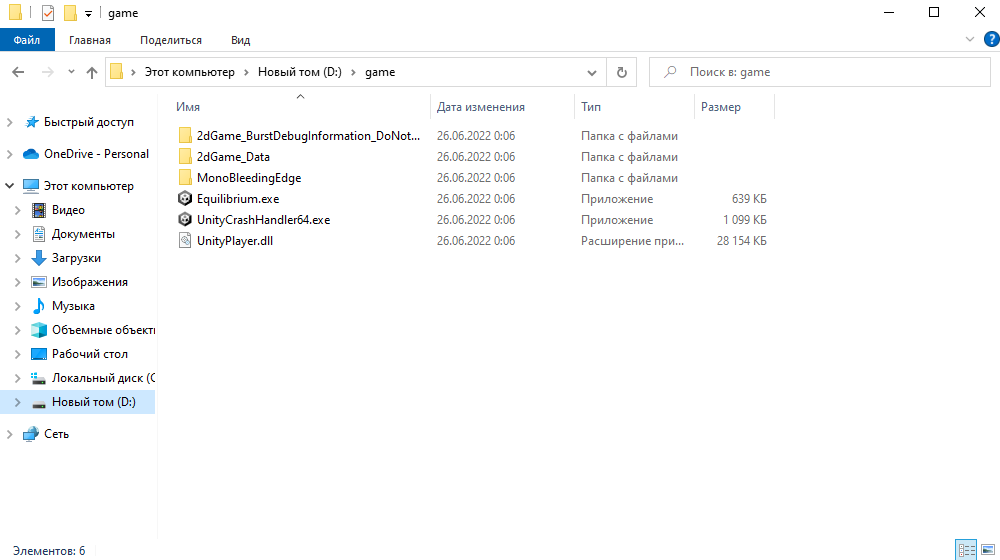 game
Файл Главная Поделиться Вид
Этот компьютер Новый том (D:) game Поиск в: game
Имя Дата изменения Тип Размер
Быстрый доступ
OneDrive - Personal
Этот компьютер
Видео
Документы
Загрузки
Изображения
Музыка
Объемные объекты
Рабочий стол
Локальный диск (C
Новый том (D:)
Сеть
2dGame_BurstDebugInformation_DoNot... 26.06.2022 0:06 Папка с файлами
2dGame_Data 26.06.2022 0:06 Папка с файлами
MonoBleedingEdge 26.06.2022 0:06 Папка с файлами
Equilibrium.exe 26.06.2022 0:06 Приложение 639 КБ
UnityCrashHandler64.exe 26.06.2022 0:06 Приложение 1 099 КБ
UnityPlayer.dll 26.06.2022 0:06 Расширение при... 28 154 КБ
Элементов: 6